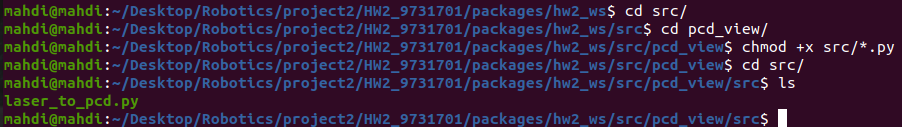 mahdi@mahdi:~/Desktop/Robotics/project2/HW2_9731701/packages/hw2_ws$ cd src/
mahdi@mahdi:~/Desktop/Robotics/project2/HW2_9731701/packages/hw2_ws/src$ cd pcd_view/
mahdi@mahdi:~/Desktop/Robotics/project2/HW2_9731701/packages/hw2_ws/src/pcd_view$ chmod +x src/*.py
mahdi@mahdi:~/Desktop/Robotics/project2/HW2_9731701/packages/hw2_ws/src/pcd_view$ cd src/
mahdi@mahdi:~/Desktop/Robotics/project2/HW2_9731701/packages/hw2_ws/src/pcd_view/src$ ls
laser_to_pcd.py
mahdi@mahdi:~/Desktop/Robotics/project2/HW2_9731701/packages/hw2_ws/src/pcd_view/src$